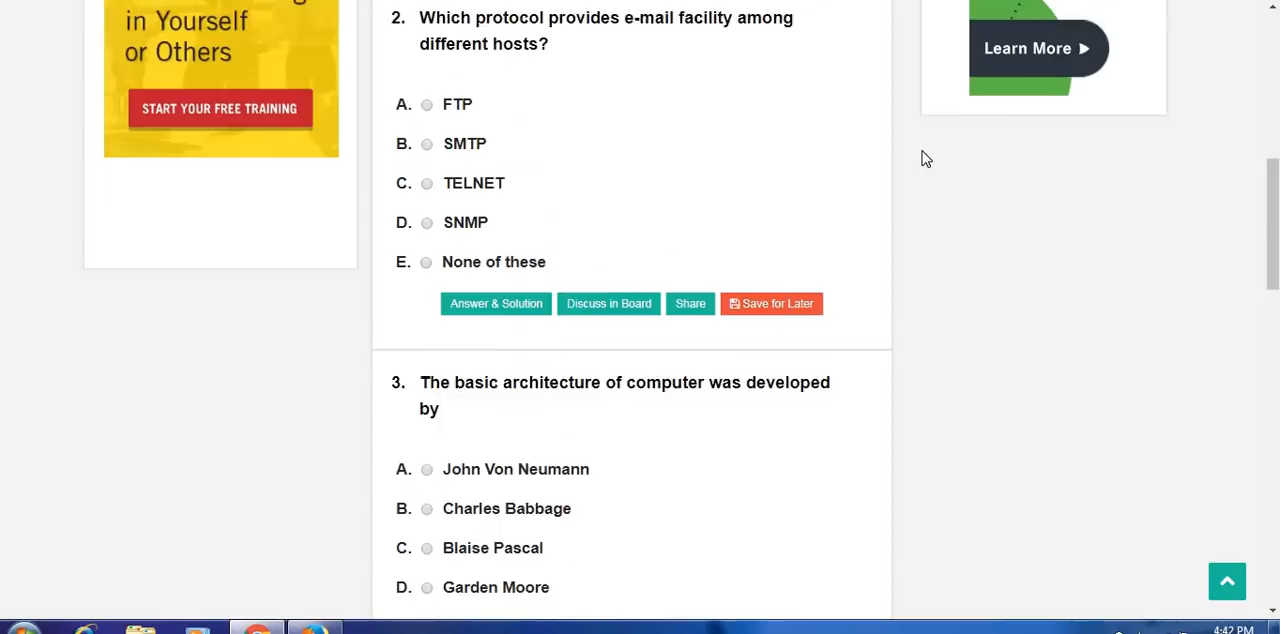 in Yourself
or Others
START YOUR FREE TRAINING
2. Which protocol provides e-mail facility among
different hosts?
A. FTP
B. SMTP
C. TELNET
D. SNMP
E. None of these
Answer & Solution Discuss in Board Share Save for Later
3. The basic architecture of computer was developed
by
A. John Von Neumann
B. Charles Babbage
C. Blaise Pascal
D. Garden Moore
Learn More
4:42 PM